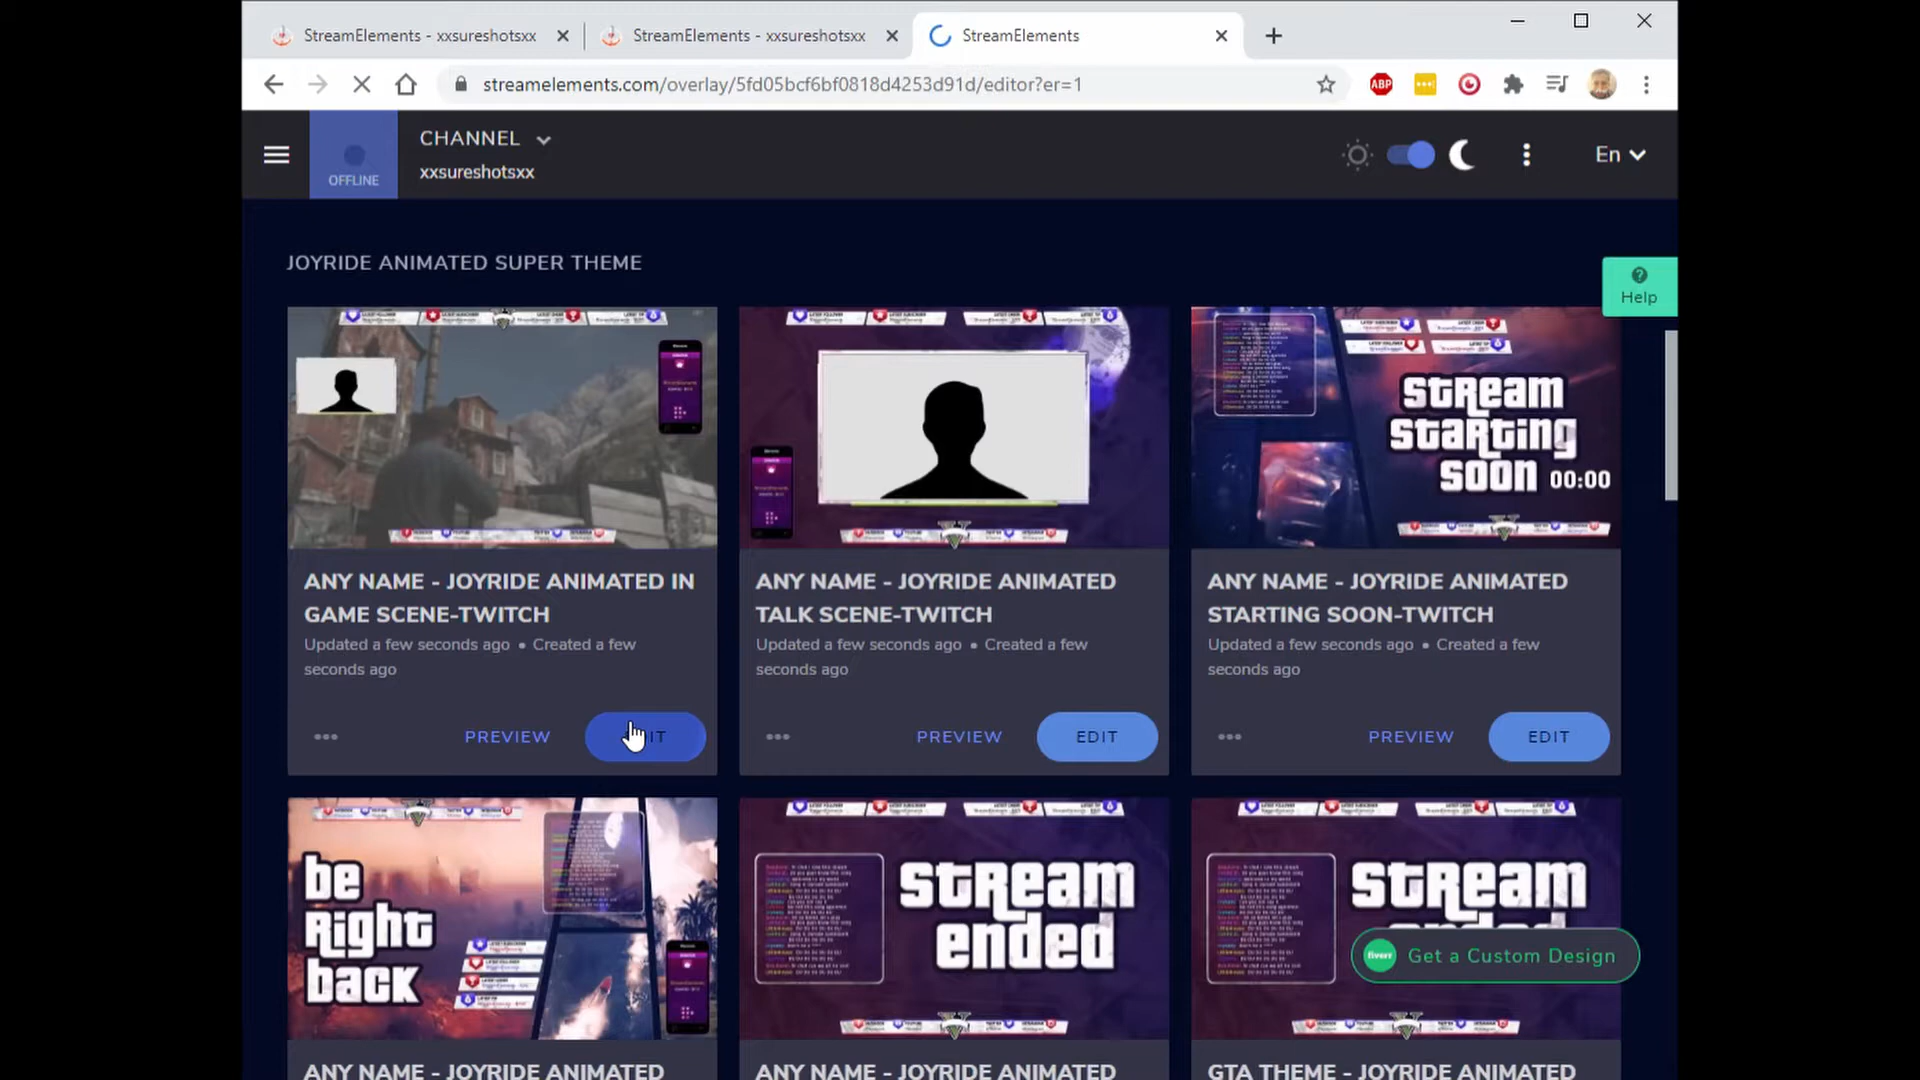 StreamElements - xxsureshotsxx
StreamElements - xxsureshotsxx
StreamElements
streamelements.com/overlay/5fd05bcf6bf0818d4253d91d/editor?er=1
ABP
OFFLINE
CHANNEL
xxsureshotsxx
En
JOYRIDE ANIMATED SUPER THEME
Help
stream
starting
soon 00:00
ANY NAME - JOYRIDE ANIMATED IN
GAME SCENE-TWITCH
Updated a few seconds ago • Created a few
seconds ago
PREVIEW
ANY NAME - JOYRIDE ANIMATED
TALK SCENE-TWITCH
Updated a few seconds ago • Created a few
seconds ago
PREVIEW
EDIT
ANY NAME - JOYRIDE ANIMATED
STARTING SOON-TWITCH
Updated a few seconds ago • Created a few
seconds ago
PREVIEW
EDIT
be
Right
back
stream
ended
stream
ended
fiverr
Get a Custom Design
ANY NAME - JOYRIDE ANIMATED
ANY NAME - JOYRIDE ANIMATED
GTA THEME - JOYRIDE ANIMATED